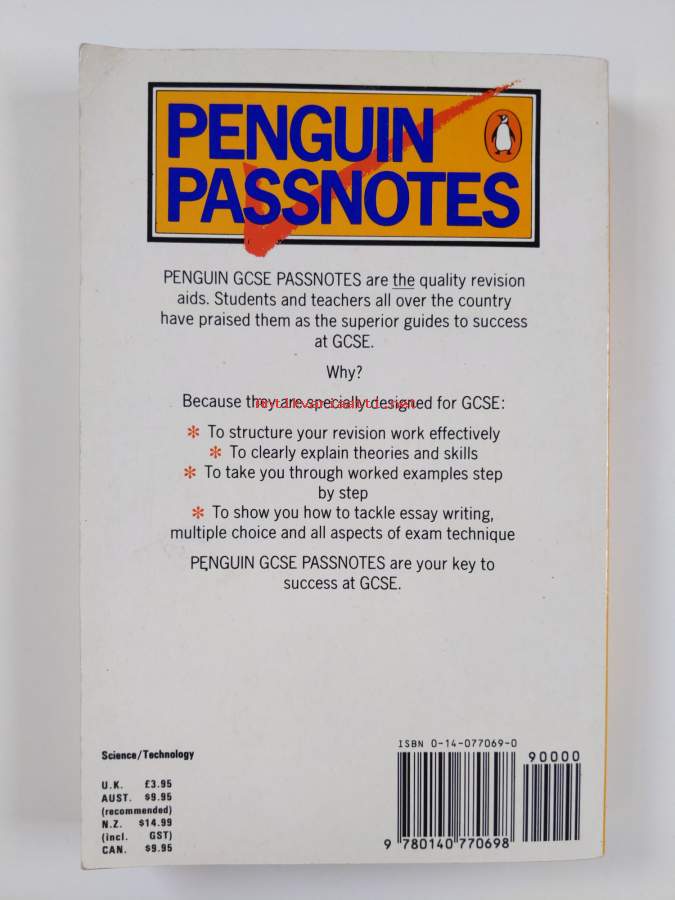 PENGUIN
PASSNOTES
PENGUIN GCSE PASSNOTES are the quality revision
aids. Students and teachers all over the country
have praised them as the superior guides to success
at GCSE.
Why?
Because they are specially designed for GCSE:
✻ To structure your revision work effectively
✻ To clearly explain theories and skills
✻ To take you through worked examples step
by step
✻ To show you how to tackle essay writing,
multiple choice and all aspects of exam technique
PENGUIN GCSE PASSNOTES are your key to
success at GCSE.
Science/Technology
U.K. £3.95
AUST. $9.95
(recommended)
N.Z. $14.99
(incl. GST)
CAN. $9.95
ISBN 0-14-077069-0
90000
9 780140 770698